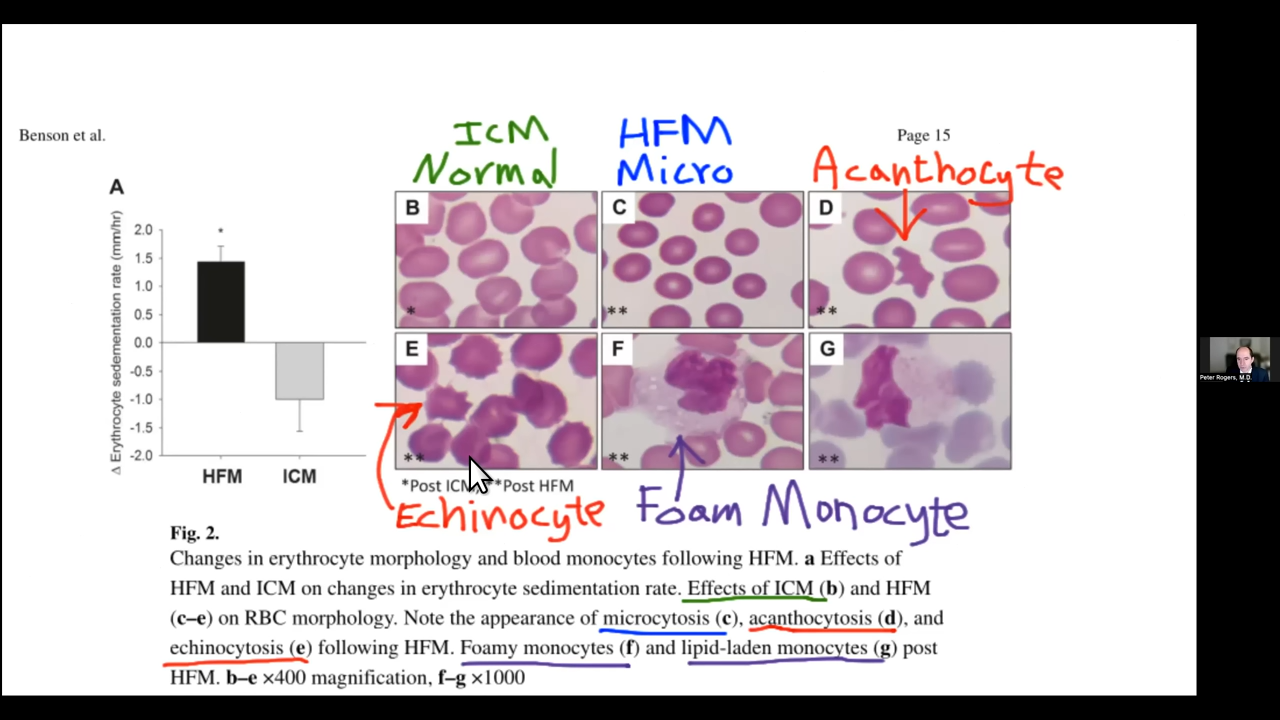 Benson et al.
Page 15
ICM
Normal
HFM
Micro
Acanthocyte
A
Δ Erythrocyte sedementation rate (mm/hr)
2.0
1.5
1.0
0.5
0.0
-0.5
-1.0
-1.5
-2.0
*
HFM
ICM
B
*
C
**
D
**
E
**
F
**
G
**
*Post ICM **Post HFM
Echinocyte
Foam Monocyte
Fig. 2.
Changes in erythrocyte morphology and blood monocytes following HFM. a Effects of
HFM and ICM on changes in erythrocyte sedimentation rate. Effects of ICM (b) and HFM
(c–e) on RBC morphology. Note the appearance of microcytosis (c), acanthocytosis (d), and
echinocytosis (e) following HFM. Foamy monocytes (f) and lipid-laden monocytes (g) post
HFM. b–e ×400 magnification, f–g ×1000
Peter Rogers, M.D.